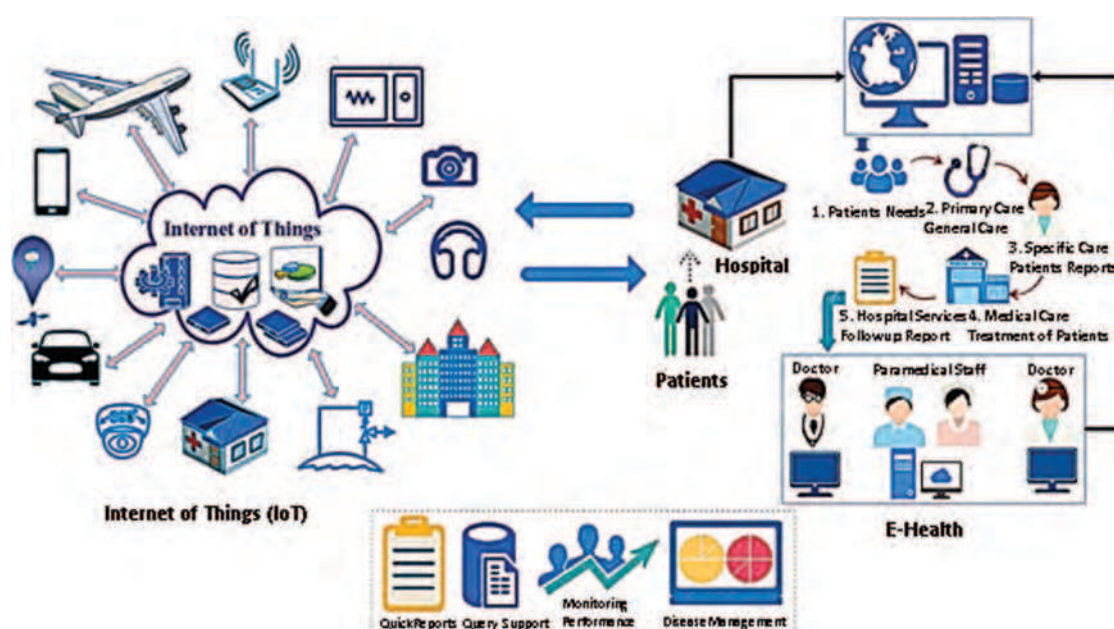 Internet of Things
Internet of Things (IoT)
Hospital
Patients
1. Patients Needs
2. Primary Care
General Care
3. Specific Care
Patients Reports
5. Hospital Services
Followup Report
4. Medical Care
Treatment of Patients
Doctor
Paramedical Staff
Doctor
E-Health
QuickReports
Query Support
Monitoring
Performance
Disease Management